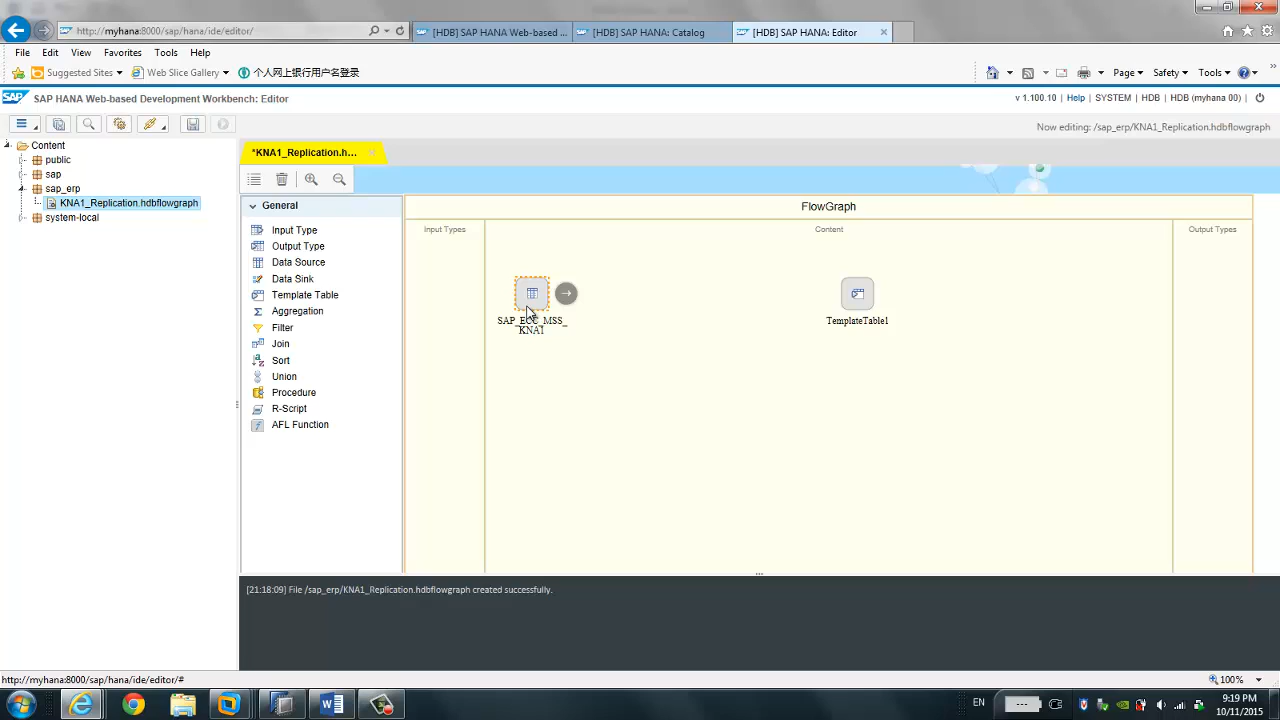 http://myhana:8000/sap/hana/ide/editor/
[HDB] SAP HANA Web-based ...
[HDB] SAP HANA: Catalog
[HDB] SAP HANA: Editor
File Edit View Favorites Tools Help
Suggested Sites
Web Slice Gallery
个人网上银行用户名登录
Page
Safety
Tools
SAP
SAP HANA Web-based Development Workbench: Editor
v 1.100.10 | Help | SYSTEM | HDB | HDB (myhana 00) |
Now editing: /sap_erp/KNA1_Replication.hdbflowgraph
Content
public
sap
sap_erp
KNA1_Replication.hdbflowgraph
system-local
*KNA1_Replication.h...
General
Input Type
Output Type
Data Source
Data Sink
Template Table
Aggregation
Filter
Join
Sort
Union
Procedure
R-Script
AFL Function
FlowGraph
Input Types
Content
Output Types
SAP_ECC_MSS_
KNA1
TemplateTable1
[21:18:09] File /sap_erp/KNA1_Replication.hdbflowgraph created successfully.
http://myhana:8000/sap/hana/ide/editor/#
100%
EN
9:19 PM
10/11/2015